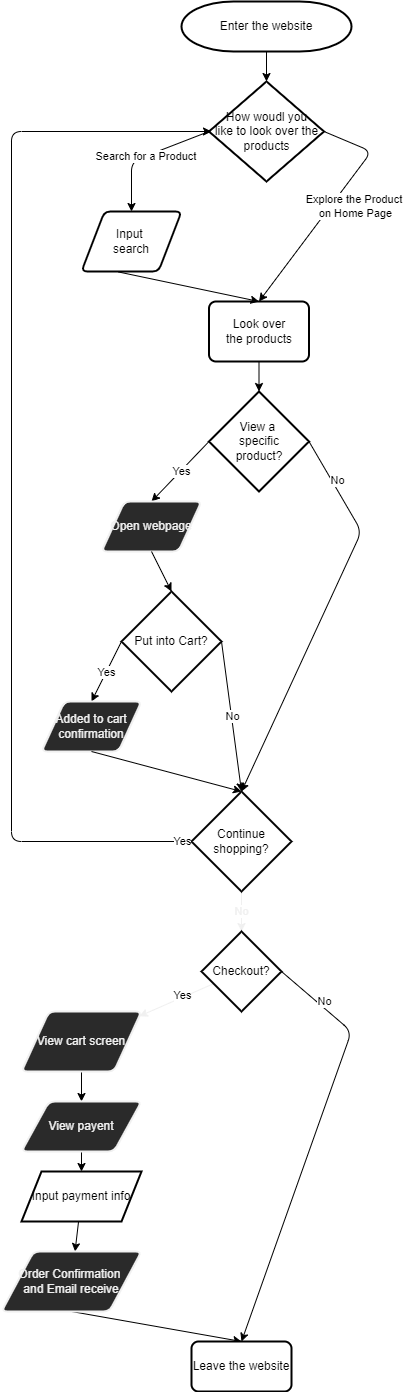 Enter the website
How woudl you
like to look over the
products
Search for a Product
Explore the Product
on Home Page
Input
search
Look over
the products
View a
specific
product?
Yes
No
Open webpage
Put into Cart?
Yes
No
Added to cart
confirmation
Continue
shopping?
Yes
No
Checkout?
Yes
No
View cart screen
View payent
Input payment info
Order Confirmation
and Email receive
Leave the website